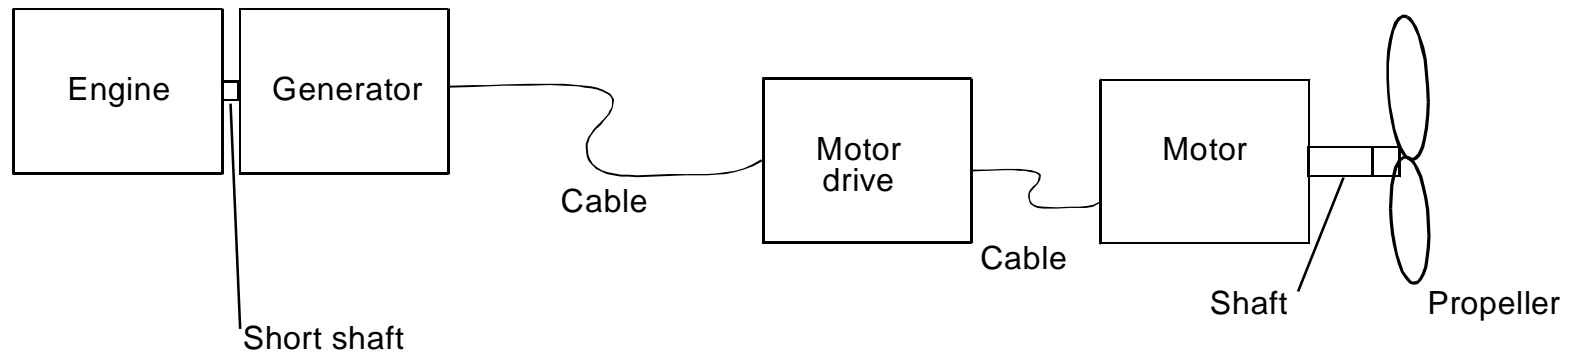 Engine
Generator
Motor
drive
Motor
Cable
Cable
Shaft
Propeller
Short shaft